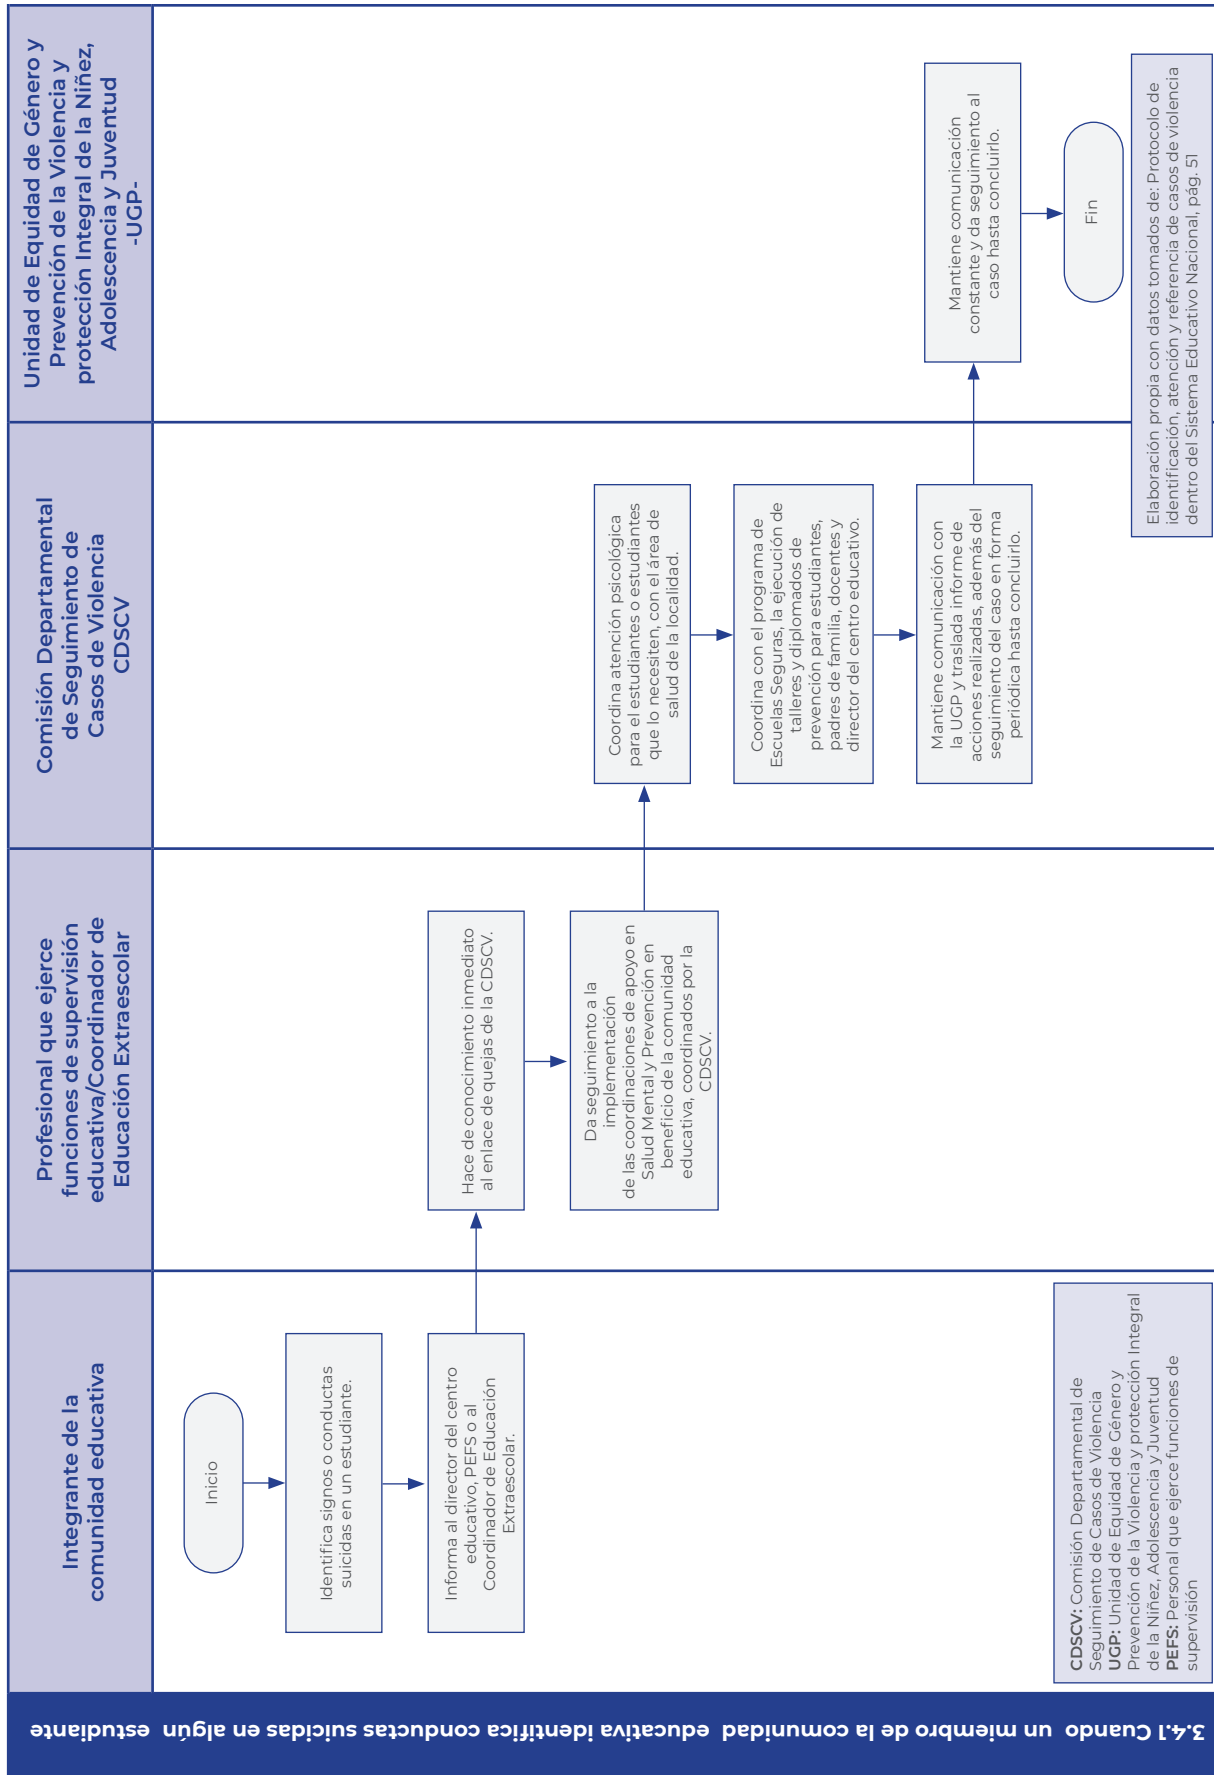 3.4.1 Cuando un miembro de la comunidad educativa identifica conductas suicidas en algún estudiante
Integrante de la
comunidad educativa
Inicio
Identifica signos o conductas
suicidas en un estudiante.
Informa al director del centro
educativo, PEFS o al
Coordinador de Educación
Extraescolar.
CDSCV: Comisión Departamental de
Seguimiento de Casos de Violencia
UGP: Unidad de Equidad de Género y
Prevención de la Violencia y protección Integral
de la Niñez, Adolescencia y Juventud
PEFS: Personal que ejerce funciones de
supervisión
Profesional que ejerce
funciones de supervisión
educativa/Coordinador de
Educación Extraescolar
Hace de conocimiento inmediato
al enlace de quejas de la CDSCV.
Da seguimiento a la
implementación
de las coordinaciones de apoyo en
Salud Mental y Prevención en
beneficio de la comunidad
educativa, coordinados por la
CDSCV.
Comisión Departamental
de Seguimiento de
Casos de Violencia
CDSCV
Coordina atención psicológica
para el estudiantes o estudiantes
que lo necesiten, con el área de
salud de la localidad.
Coordina con el programa de
Escuelas Seguras, la ejecución de
talleres y diplomados de
prevención para estudiantes,
padres de familia, docentes y
director del centro educativo.
Mantiene comunicación con
la UGP y traslada informe de
acciones realizadas, además del
seguimiento del caso en forma
periódica hasta concluirlo.
Unidad de Equidad de Género y
Prevención de la Violencia y
protección Integral de la Niñez,
Adolescencia y Juventud
-UGP-
Mantiene comunicación
constante y da seguimiento al
caso hasta concluirlo.
Fin
Elaboración propia con datos tomados de: Protocolo de
identificación, atención y referencia de casos de violencia
dentro del Sistema Educativo Nacional, pág. 51